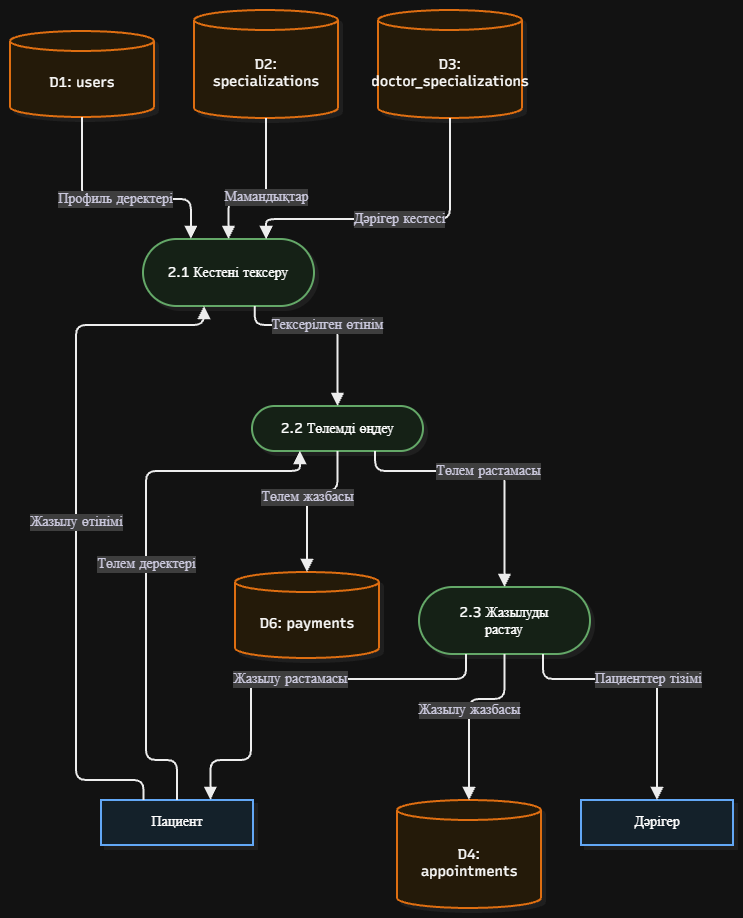 D1: users
D2:
specializations
D3:
doctor_specializations
Профиль деректері
Мамандықтар
Дәрігер кестесі
2.1 Кестені тексеру
Тексерілген өтінім
2.2 Төлемді өңдеу
Төлем растамасы
Төлем жазбасы
Жазылу өтінімі
Төлем деректері
D6: payments
2.3 Жазылуды
растау
Жазылу растамасы
Пациенттер тізімі
Жазылу жазбасы
Пациент
Дәрігер
D4:
appointments